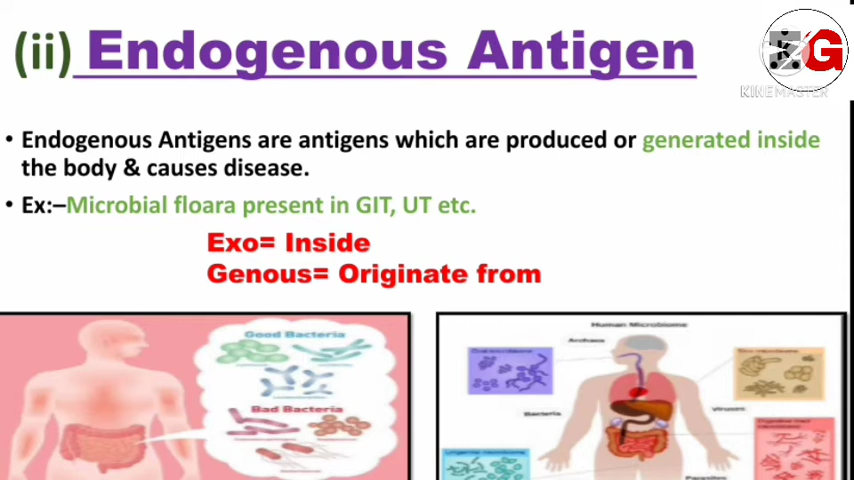 (ii) Endogenous Antigen
G
KINEMASTER
• Endogenous Antigens are antigens which are produced or generated inside
the body & causes disease.
• Ex:–Microbial floara present in GIT, UT etc.
Exo= Inside
Genous= Originate from
Good Bacteria
Bad Bacteria
Human Microbiome
Archaea
Bacteria
Viruses
Parasites